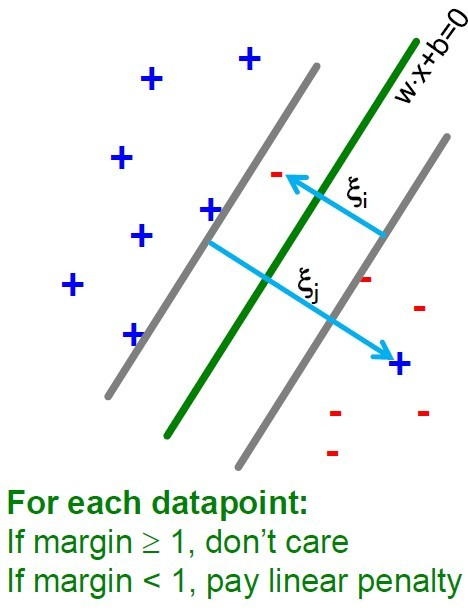 w·x+b=0
ξi
ξj
For each datapoint:
If margin ≥ 1, don't care
If margin < 1, pay linear penalty